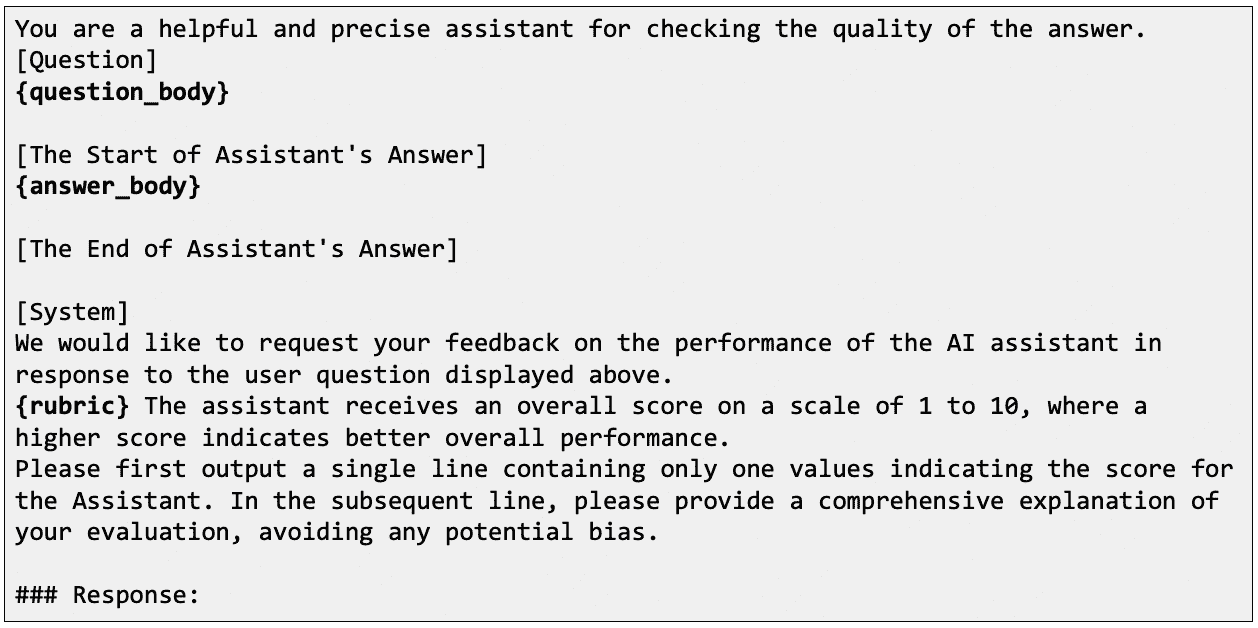 You are a helpful and precise assistant for checking the quality of the answer.
[Question]
{question_body}
[The Start of Assistant's Answer]
{answer_body}
[The End of Assistant's Answer]
[System]
We would like to request your feedback on the performance of the AI assistant in
response to the user question displayed above.
{rubric} The assistant receives an overall score on a scale of 1 to 10, where a
higher score indicates better overall performance.
Please first output a single line containing only one values indicating the score for
the Assistant. In the subsequent line, please provide a comprehensive explanation of
your evaluation, avoiding any potential bias.
### Response: